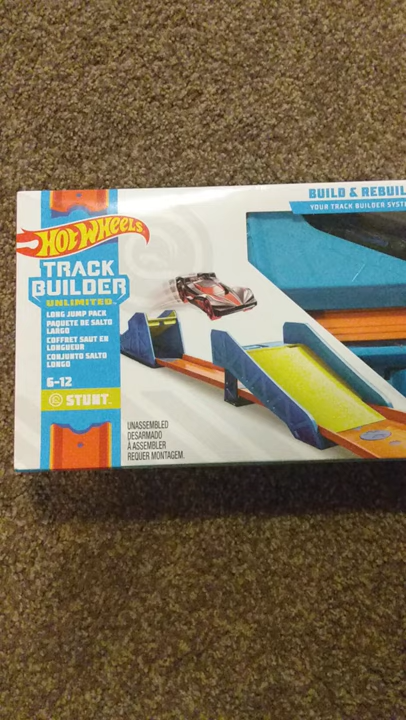 BUILD & REBUIL
YOUR TRACK BUILDER SYST
HOT WHEELS
TRACK
BUILDER
UNLIMITED
LONG JUMP PACK
PAQUETE DE SALTO
LARGO
COFFRET SAUT EN
LONGUEUR
CONJUNTO SALTO
LONGO
6-12
STUNT
UNASSEMBLED
DESARMADO
À ASSEMBLER
REQUER MONTAGEM.